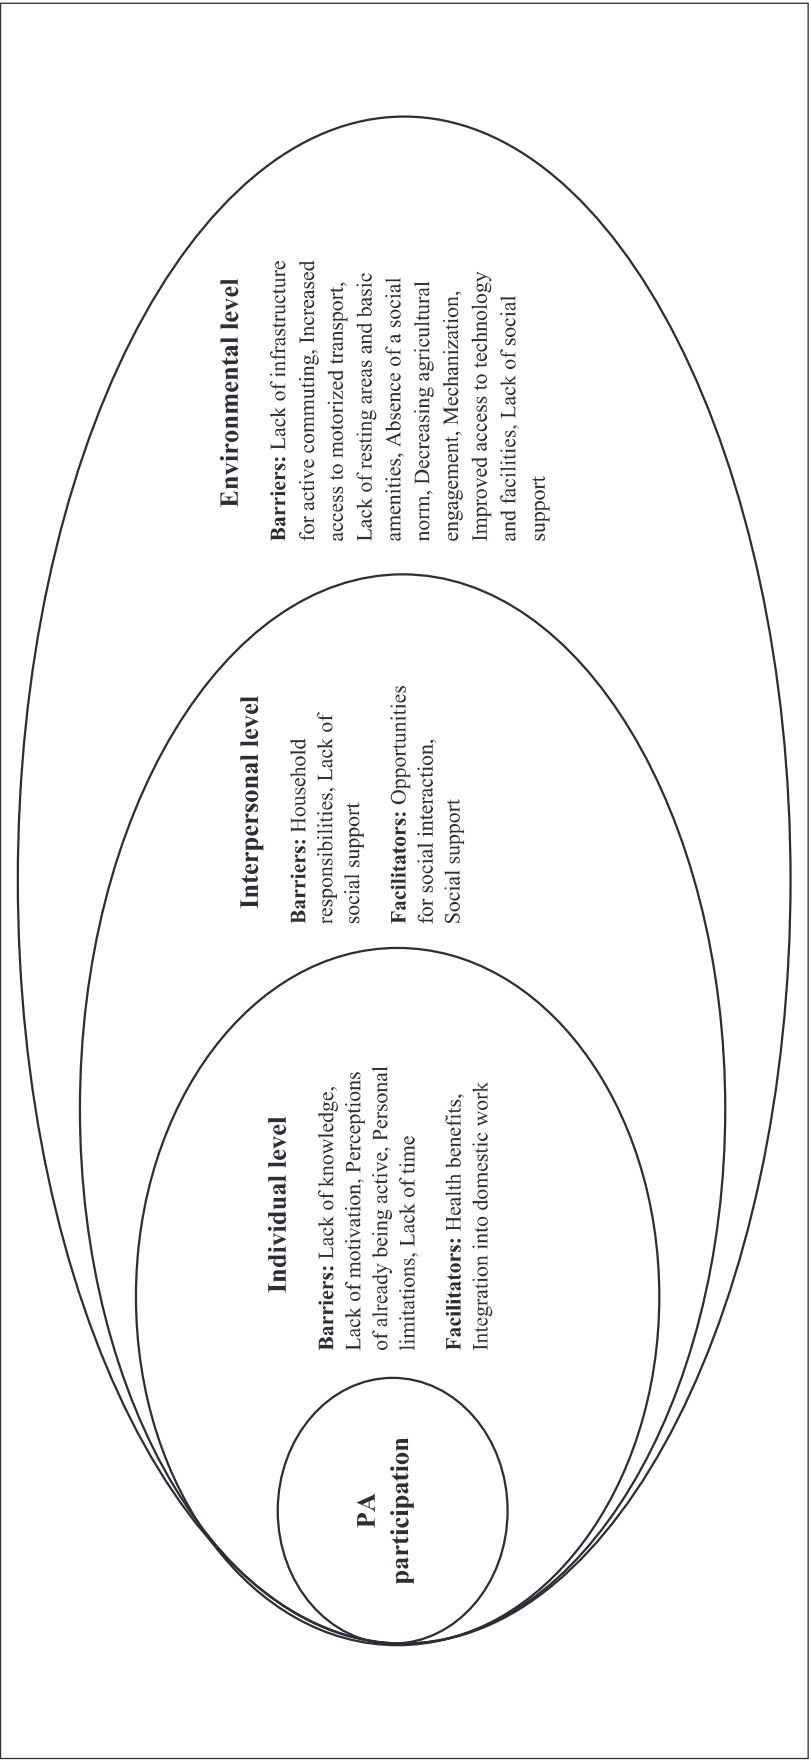 PA
participation
Individual level
Barriers: Lack of knowledge,
Lack of motivation, Perceptions
of already being active, Personal
limitations, Lack of time
Facilitators: Health benefits,
Integration into domestic work
Interpersonal level
Barriers: Household
responsibilities, Lack of
social support
Facilitators: Opportunities
for social interaction,
Social support
Environmental level
Barriers: Lack of infrastructure
for active commuting, Increased
access to motorized transport,
Lack of resting areas and basic
amenities, Absence of a social
norm, Decreasing agricultural
engagement, Mechanization,
Improved access to technology
and facilities, Lack of social
support